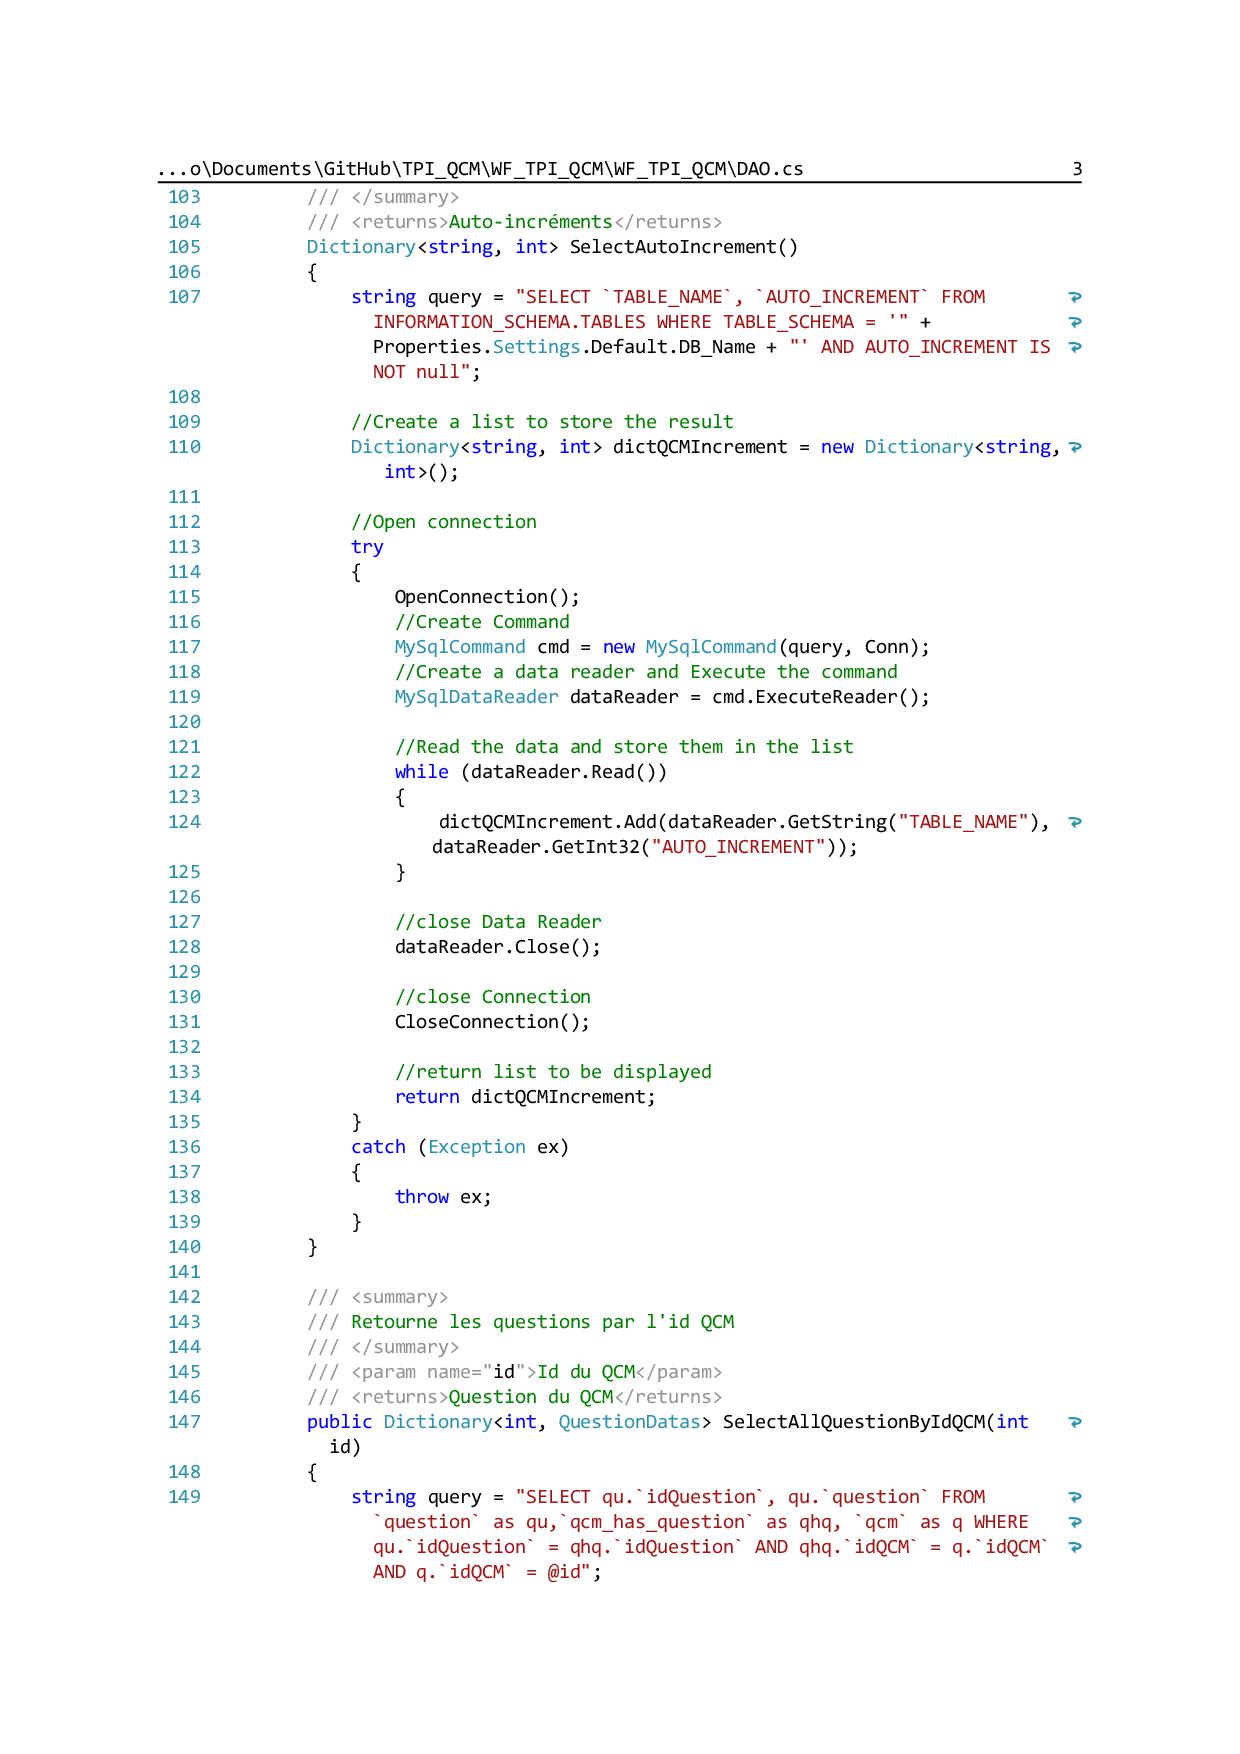 ...o\Documents\GitHub\TPI_QCM\WF_TPI_QCM\WF_TPI_QCM\DAO.cs 3
103 /// </summary>
104 /// <returns>Auto-incréments</returns>
105 Dictionary<string, int> SelectAutoIncrement()
106 {
107 string query = "SELECT `TABLE_NAME`, `AUTO_INCREMENT` FROM
INFORMATION_SCHEMA.TABLES WHERE TABLE_SCHEMA = '" +
Properties.Settings.Default.DB_Name + "' AND AUTO_INCREMENT IS
NOT null";
108
109 //Create a list to store the result
110 Dictionary<string, int> dictQCMIncrement = new Dictionary<string,
int>();
111
112 //Open connection
113 try
114 {
115 OpenConnection();
116 //Create Command
117 MySqlCommand cmd = new MySqlCommand(query, Conn);
118 //Create a data reader and Execute the command
119 MySqlDataReader dataReader = cmd.ExecuteReader();
120
121 //Read the data and store them in the list
122 while (dataReader.Read())
123 {
124 dictQCMIncrement.Add(dataReader.GetString("TABLE_NAME"),
dataReader.GetInt32("AUTO_INCREMENT"));
125 }
126
127 //close Data Reader
128 dataReader.Close();
129
130 //close Connection
131 CloseConnection();
132
133 //return list to be displayed
134 return dictQCMIncrement;
135 }
136 catch (Exception ex)
137 {
138 throw ex;
139 }
140 }
141
142 /// <summary>
143 /// Retourne les questions par l'id QCM
144 /// </summary>
145 /// <param name="id">Id du QCM</param>
146 /// <returns>Question du QCM</returns>
147 public Dictionary<int, QuestionDatas> SelectAllQuestionByIdQCM(int
id)
148 {
149 string query = "SELECT qu.`idQuestion`, qu.`question` FROM
`question` as qu,`qcm_has_question` as qhq, `qcm` as q WHERE
qu.`idQuestion` = qhq.`idQuestion` AND qhq.`idQCM` = q.`idQCM`
AND q.`idQCM` = @id";